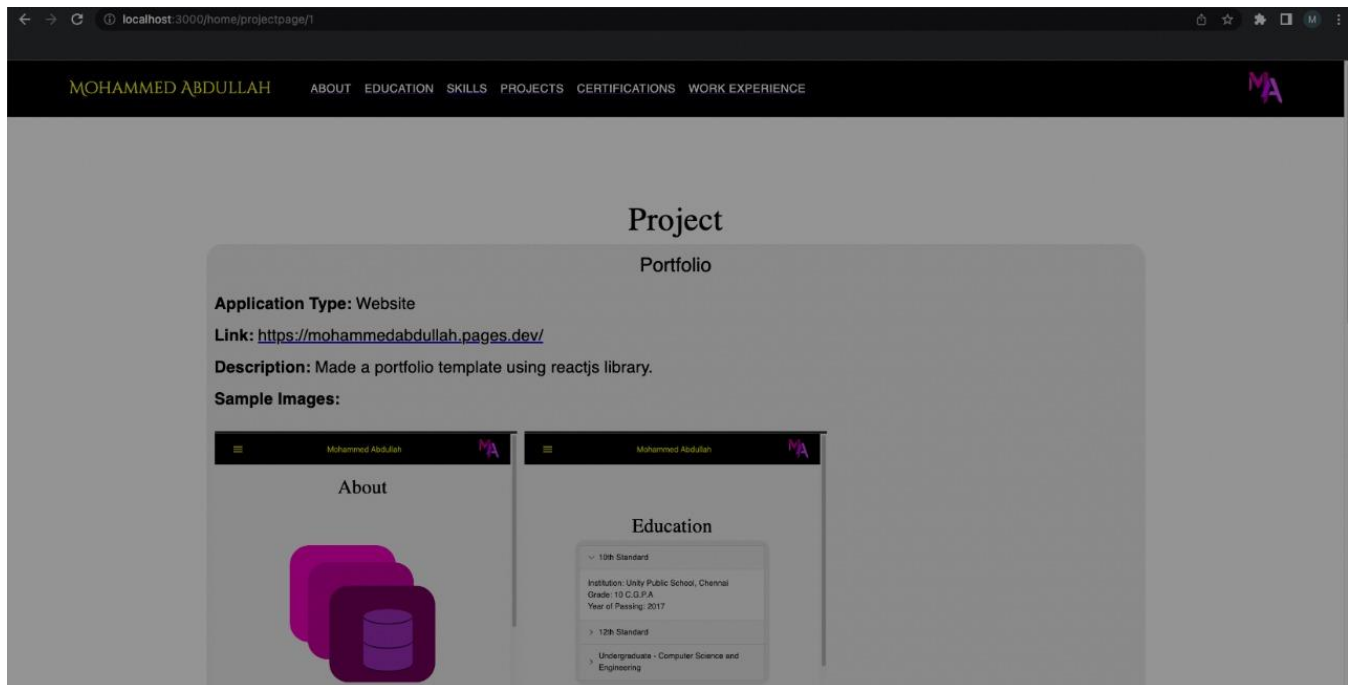 localhost:3000/home/projectpage/1
M
MOHAMMED ABDULLAH ABOUT EDUCATION SKILLS PROJECTS CERTIFICATIONS WORK EXPERIENCE MA
Project
Portfolio
Application Type: Website
Link: https://mohammedabdullah.pages.dev/
Description: Made a portfolio template using reactjs library.
Sample Images:
Mohammed Abdullah MA
About
Mohammed Abdullah MA
Education
10th Standard
Institution: Unity Public School, Chennai
Grade: 10 C.G.P.A
Year of Passing: 2017
12th Standard
Undergraduate - Computer Science and
Engineering